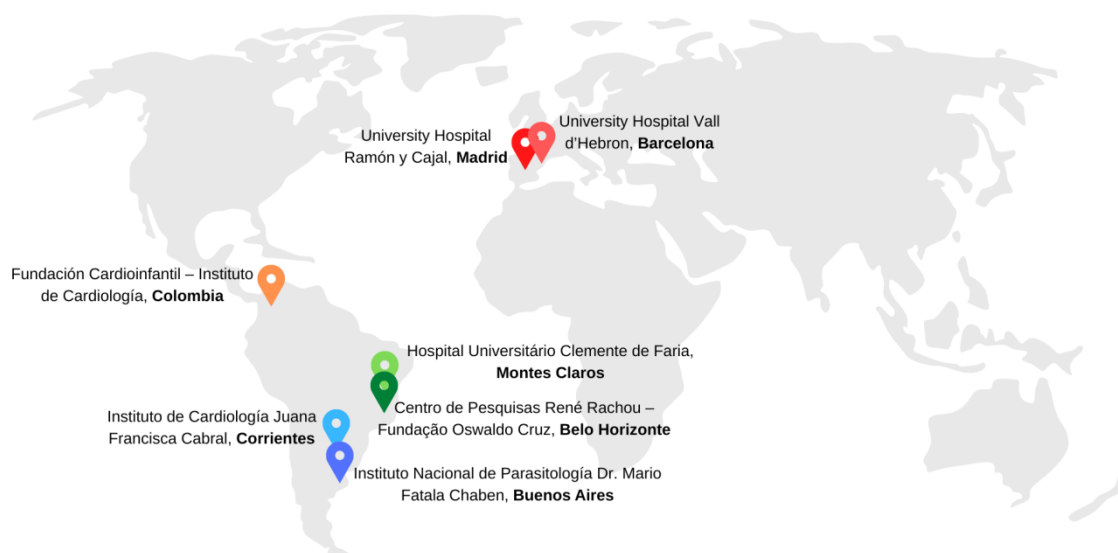 University Hospital
Ramón y Cajal, Madrid
University Hospital Vall
d'Hebron, Barcelona
Fundación Cardioinfantil – Instituto
de Cardiología, Colombia
Hospital Universitário Clemente de Faria,
Montes Claros
Centro de Pesquisas René Rachou –
Fundação Oswaldo Cruz, Belo Horizonte
Instituto de Cardiología Juana
Francisca Cabral, Corrientes
Instituto Nacional de Parasitología Dr. Mario
Fatala Chaben, Buenos Aires